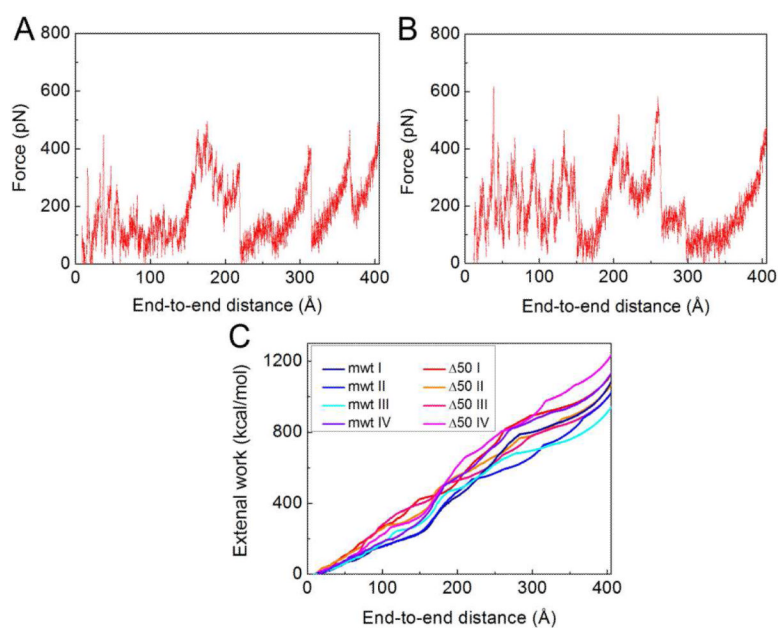 A
B
800
600
400
200
0
Force (pN)
0 100 200 300 400
End-to-end distance (Å)
800
600
400
200
0
Force (pN)
0 100 200 300 400
End-to-end distance (Å)
C
1200
800
400
0
Extenal work (kcal/mol)
mwt I Δ50 I
mwt II Δ50 II
mwt III Δ50 III
mwt IV Δ50 IV
0 100 200 300 400
End-to-end distance (Å)